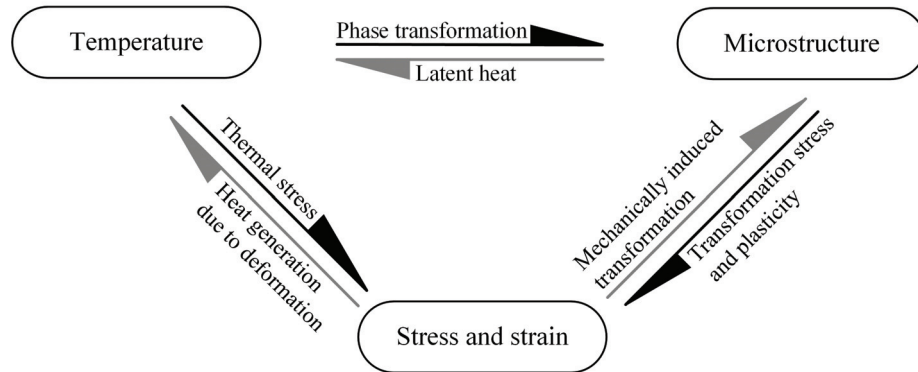 Temperature
Phase transformation
Latent heat
Microstructure
Thermal stress
Heat generation
due to deformation
Mechanically induced
transformation
Transformation stress
and plasticity
Stress and strain